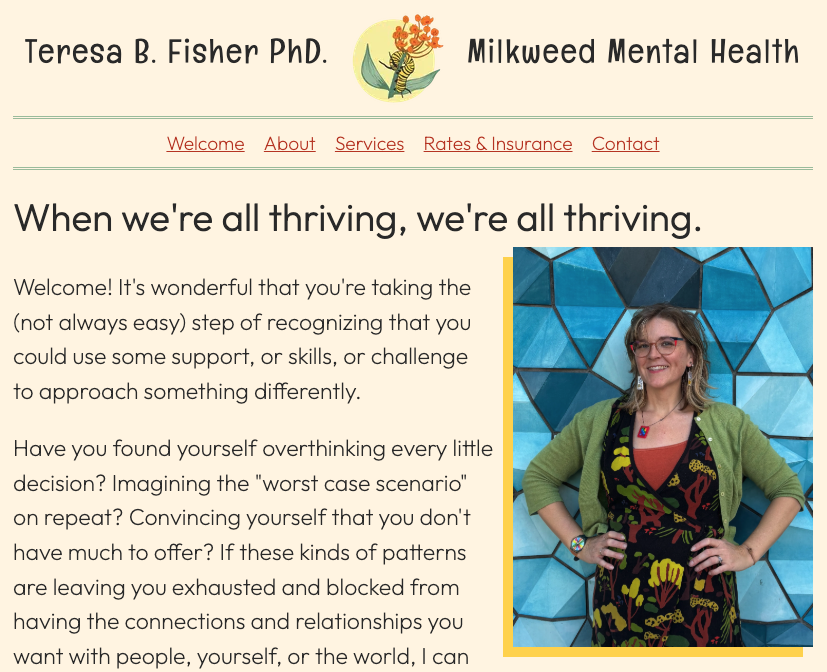 Teresa B. Fisher PhD. Milkweed Mental Health
Welcome About Services Rates & Insurance Contact
When we're all thriving, we're all thriving.
Welcome! It's wonderful that you're taking the
(not always easy) step of recognizing that you
could use some support, or skills, or challenge
to approach something differently.
Have you found yourself overthinking every little
decision? Imagining the "worst case scenario"
on repeat? Convincing yourself that you don't
have much to offer? If these kinds of patterns
are leaving you exhausted and blocked from
having the connections and relationships you
want with people, yourself, or the world, I can